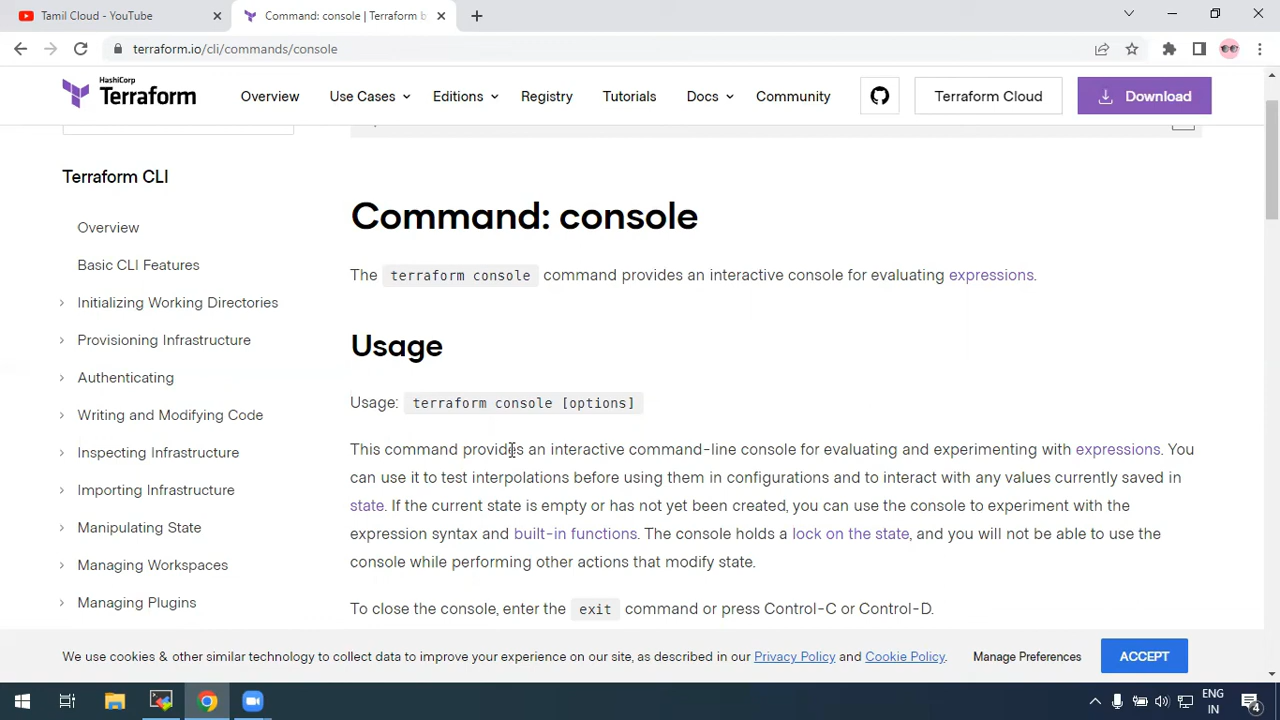 Tamil Cloud - YouTube
Command: console | Terraform b
terraform.io/cli/commands/console
HashiCorp
Terraform
Overview
Use Cases
Editions
Registry
Tutorials
Docs
Community
Terraform Cloud
Download
Terraform CLI
Overview
Basic CLI Features
Initializing Working Directories
Provisioning Infrastructure
Authenticating
Writing and Modifying Code
Inspecting Infrastructure
Importing Infrastructure
Manipulating State
Managing Workspaces
Managing Plugins
Command: console
The terraform console command provides an interactive console for evaluating expressions.
Usage
Usage: terraform console [options]
This command provides an interactive command-line console for evaluating and experimenting with expressions. You
can use it to test interpolations before using them in configurations and to interact with any values currently saved in
state. If the current state is empty or has not yet been created, you can use the console to experiment with the
expression syntax and built-in functions. The console holds a lock on the state, and you will not be able to use the
console while performing other actions that modify state.
To close the console, enter the exit command or press Control-C or Control-D.
We use cookies & other similar technology to collect data to improve your experience on our site, as described in our Privacy Policy and Cookie Policy.
Manage Preferences
ACCEPT
ENG
IN
4